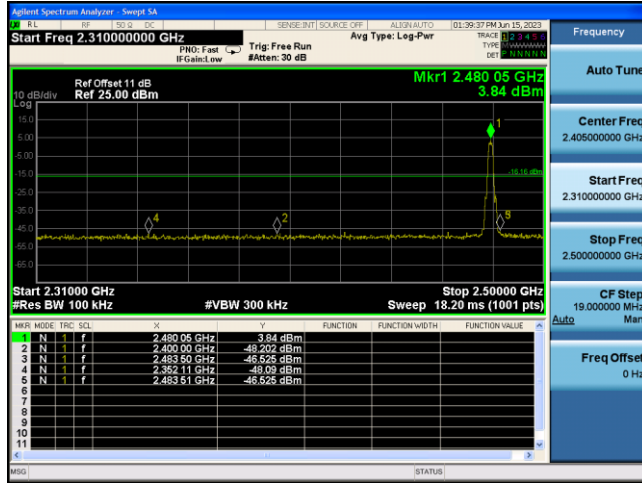 Agilent Spectrum Analyzer - Swept SA
RL RF 50 Ω DC SENSE:INT SOURCE OFF ALIGNAUTO 01:39:37 PM Jun 15, 2023
Start Freq 2.310000000 GHz
PNO: Fast
IFGain:Low
Trig: Free Run
#Atten: 30 dB
Avg Type: Log-Pwr
TRACE 1 2 3 4 5 6
TYPE M W W W W W
DET P N N N N N
Mkr1 2.480 05 GHz
3.84 dBm
Ref Offset 11 dB
Ref 25.00 dBm
10 dB/div
Log
15.0
5.00
-5.00
-15.0
-25.0
-35.0
-45.0
-55.0
-65.0
1
-16.16 dBm
4
2
Start 2.31000 GHz
Stop 2.50000 GHz
#Res BW 100 kHz
#VBW 300 kHz
Sweep 18.20 ms (1001 pts)
MKR MODE TRC SCL X Y FUNCTION FUNCTION WIDTH FUNCTION VALUE
1 N 1 f 2.480 05 GHz 3.84 dBm
2 N 1 f 2.400 00 GHz -48.202 dBm
3 N 1 f 2.483 50 GHz -46.525 dBm
4 N 1 f 2.352 11 GHz -48.09 dBm
5 N 1 f 2.483 51 GHz -46.525 dBm
6
7
8
9
10
11
MSG
STATUS
Frequency
Auto Tune
Center Freq
2.405000000 GHz
Start Freq
2.310000000 GHz
Stop Freq
2.500000000 GHz
CF Step
19.000000 MHz
Auto Man
Freq Offset
0 Hz